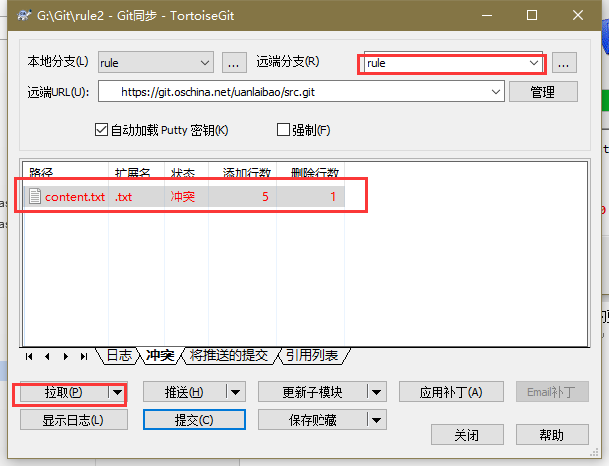 G:\Git\rule2 - Git同步 - TortoiseGit
本地分支(L) rule ... 远端分支(R) rule ...
远端URL(U): https://git.oschina.net/uanlaibao/src.git 管理
自动加载 Putty 密钥(K) 强制(F)
路径 扩展名 状态 添加行数 删除行数
content.txt .txt 冲突 5 1
日志 冲突 将推送的提交 引用列表
拉取(P) 推送(H) 更新子模块 应用补丁(A) Email补丁
显示日志(L) 提交(C) 保存贮藏
关闭 帮助